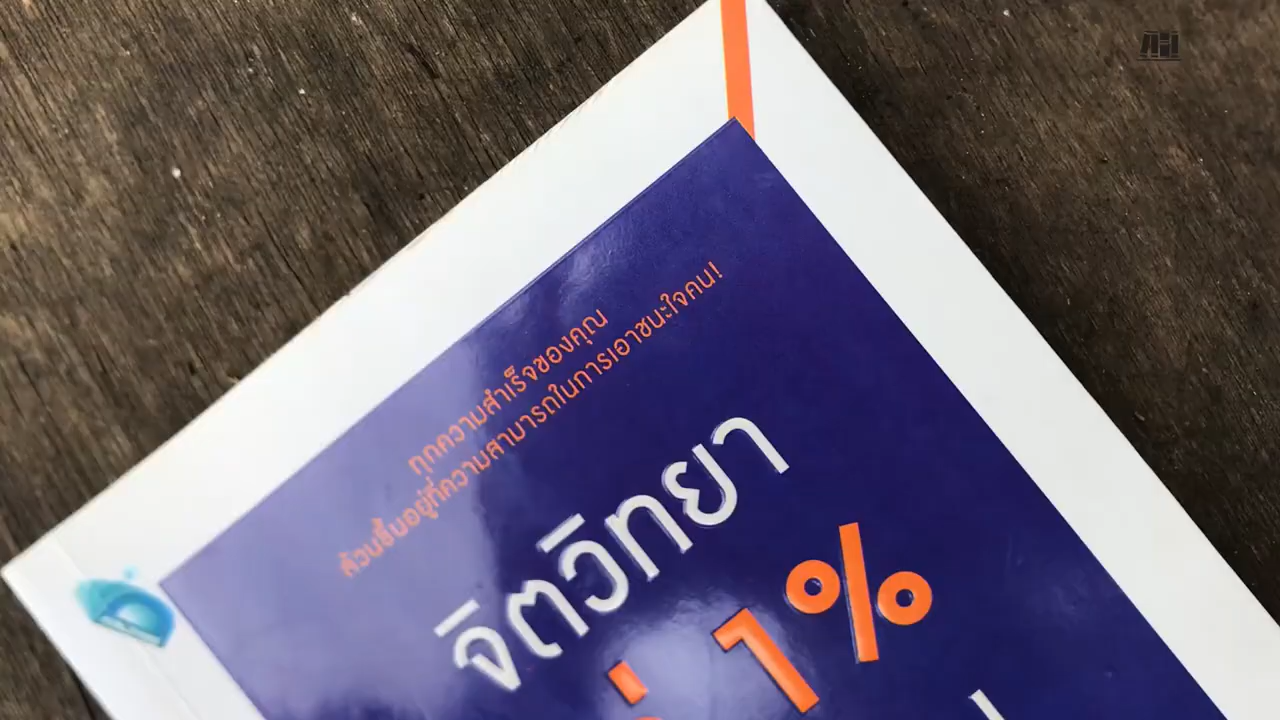 ทุกความสำเร็จของคุณ
ล้วนขึ้นอยู่ที่ความสามารถในการเอาชนะใจคน!
จิตวิทยา
1%